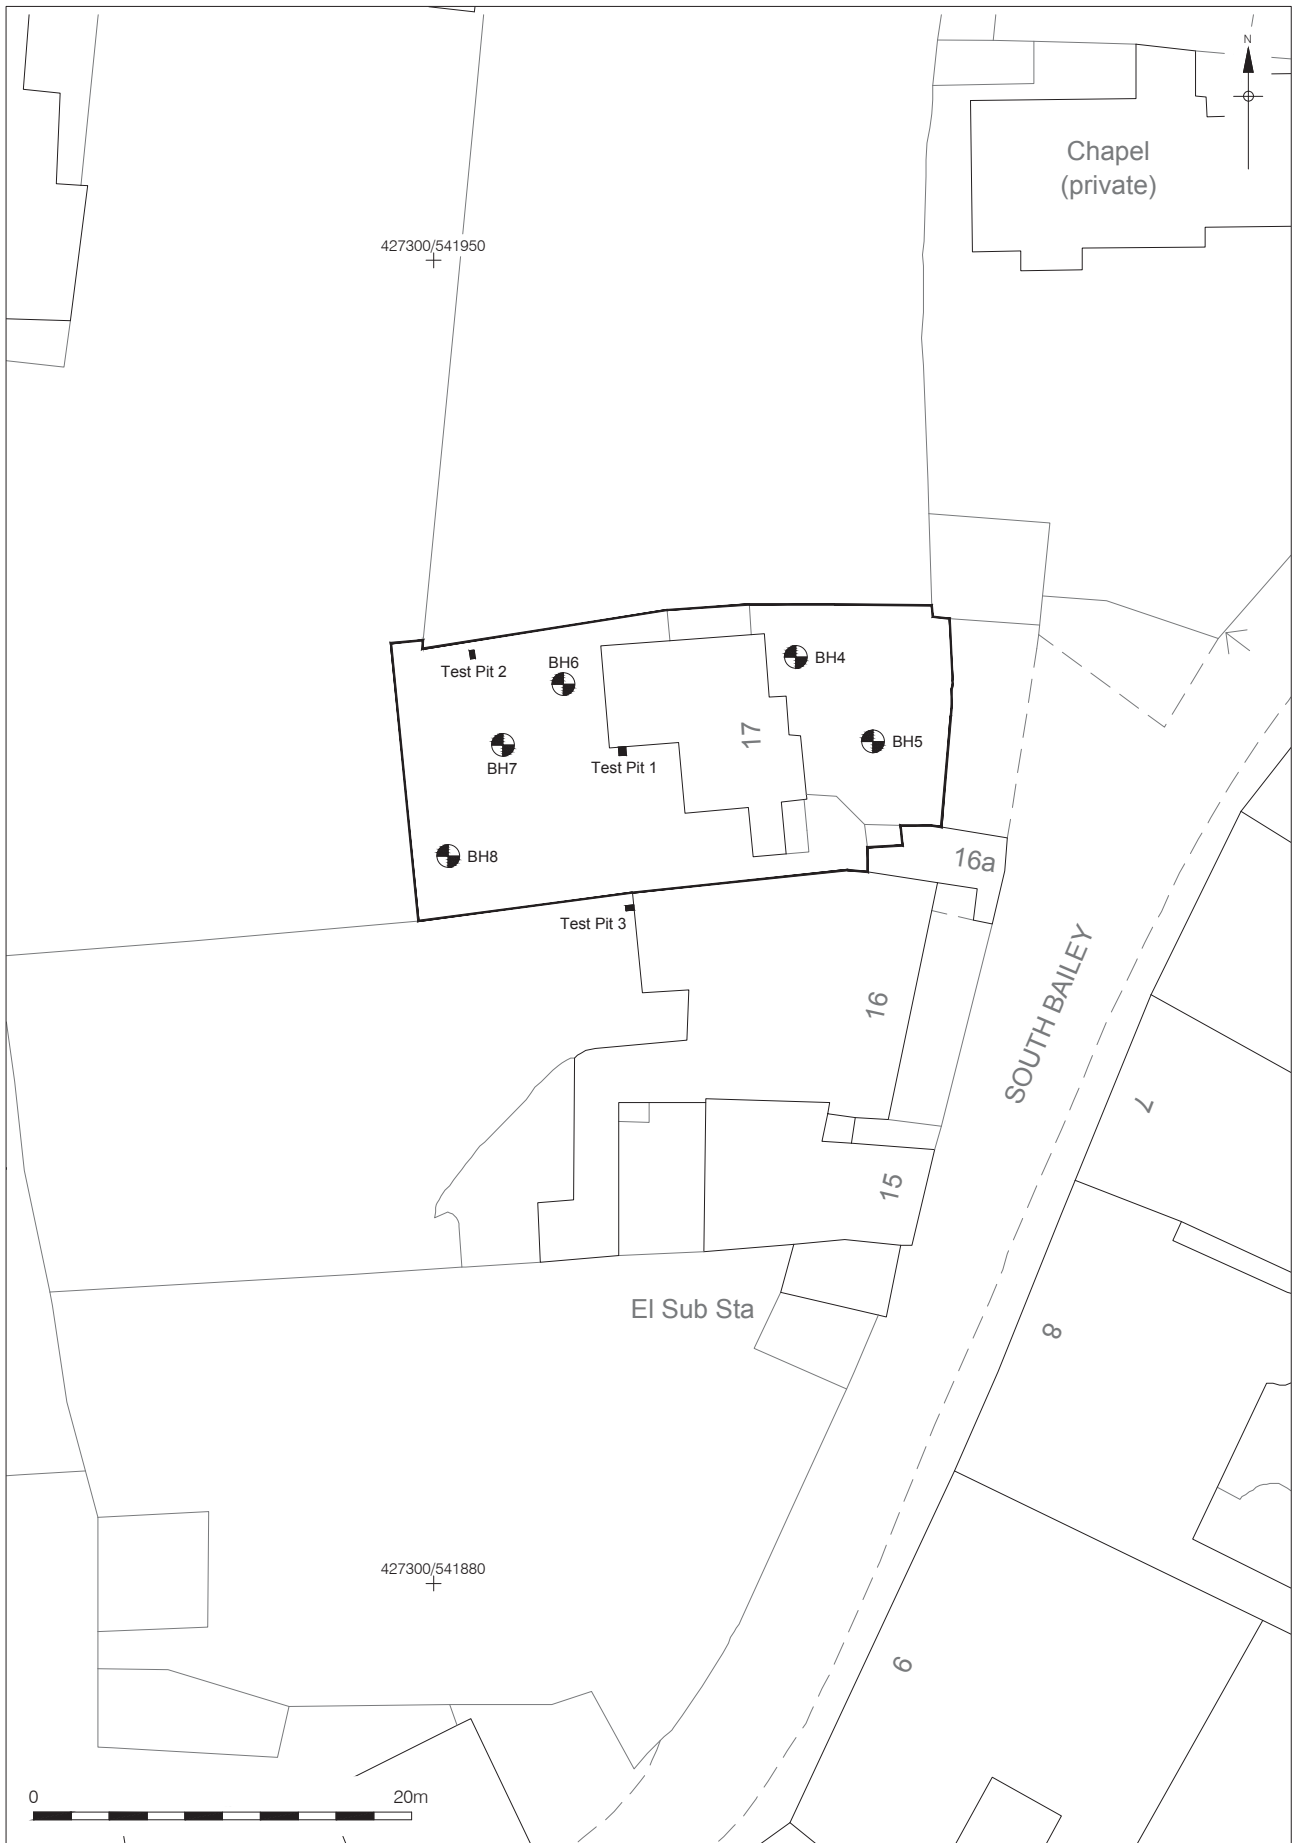 N
Chapel
(private)
427300/541950
Test Pit 2
BH6
BH4
17
BH5
BH7
Test Pit 1
BH8
16a
Test Pit 3
SOUTH BAILEY
16
7
15
El Sub Sta
8
427300/541880
9
0 20m